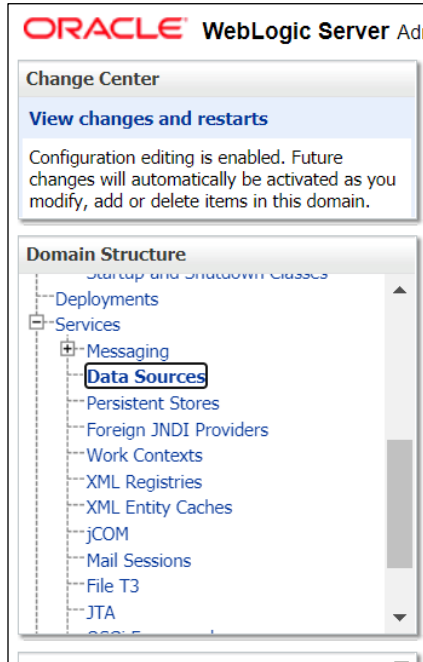 ORACLE WebLogic Server
Change Center
View changes and restarts
Configuration editing is enabled. Future
changes will automatically be activated as you
modify, add or delete items in this domain.
Domain Structure
Startup and Shutdown Classes
Deployments
Services
Messaging
Data Sources
Persistent Stores
Foreign JNDI Providers
Work Contexts
XML Registries
XML Entity Caches
jCOM
Mail Sessions
File T3
JTA